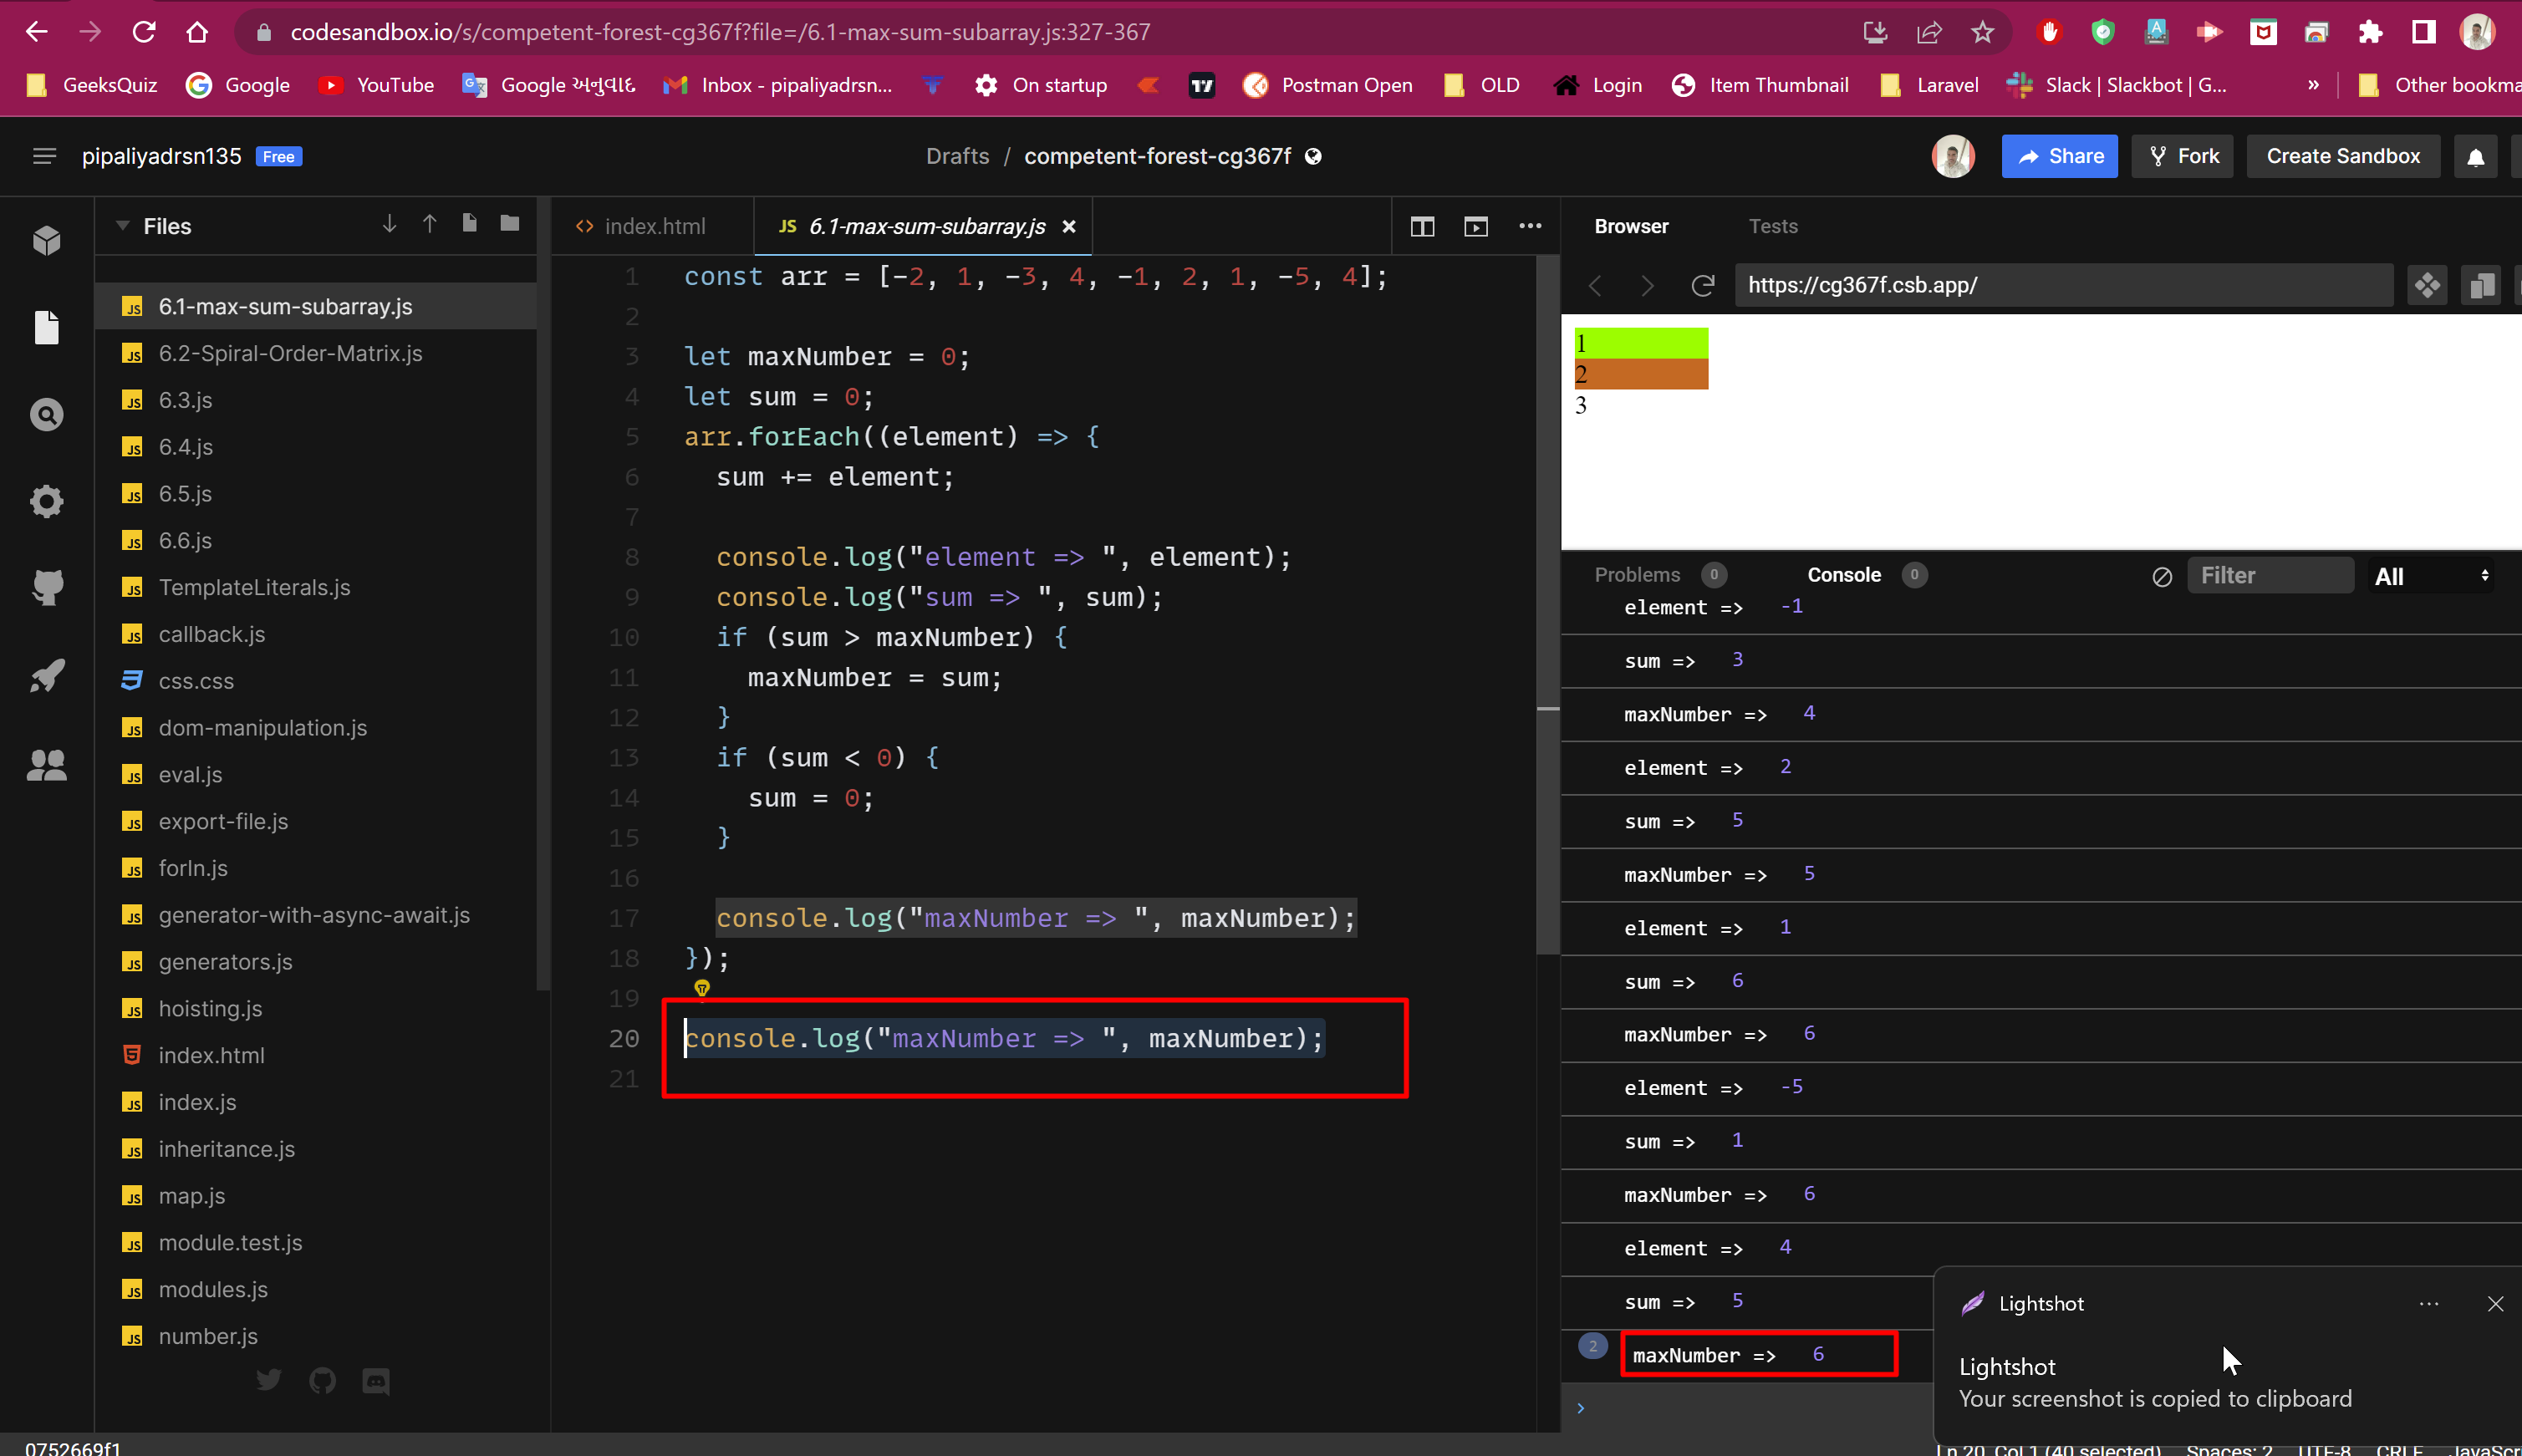 codesandbox.io/s/competent-forest-cg367f?file=/6.1-max-sum-subarray.js:327-367
GeeksQuiz Google YouTube Google અનુવાદ Inbox - pipaliyadrsn... On startup Postman Open OLD Login Item Thumbnail Laravel Slack | Slackbot | G... » Other bookma
pipaliyadrsn135 Free Drafts / competent-forest-cg367f Share Fork Create Sandbox
Files
6.1-max-sum-subarray.js
6.2-Spiral-Order-Matrix.js
6.3.js
6.4.js
6.5.js
6.6.js
TemplateLiterals.js
callback.js
css.css
dom-manipulation.js
eval.js
export-file.js
forIn.js
generator-with-async-await.js
generators.js
hoisting.js
index.html
index.js
inheritance.js
map.js
module.test.js
modules.js
number.js
index.html JS 6.1-max-sum-subarray.js
1 const arr = [-2, 1, -3, 4, -1, 2, 1, -5, 4];
2
3 let maxNumber = 0;
4 let sum = 0;
5 arr.forEach((element) => {
6 sum += element;
7
8 console.log("element => ", element);
9 console.log("sum => ", sum);
10 if (sum > maxNumber) {
11 maxNumber = sum;
12 }
13 if (sum < 0) {
14 sum = 0;
15 }
16
17 console.log("maxNumber => ", maxNumber);
18 });
19
20 console.log("maxNumber => ", maxNumber);
21
Browser Tests
https://cg367f.csb.app/
1
2
3
Problems 0 Console 0 Filter All
element => -1
sum => 3
maxNumber => 4
element => 2
sum => 5
maxNumber => 5
element => 1
sum => 6
maxNumber => 6
element => -5
sum => 1
maxNumber => 6
element => 4
sum => 5
2 maxNumber => 6
Lightshot
Lightshot
Your screenshot is copied to clipboard
0752669f1 Ln 20, Col 1 (40 selected) Spaces: 2 UTF-8 CRLF JavaScri